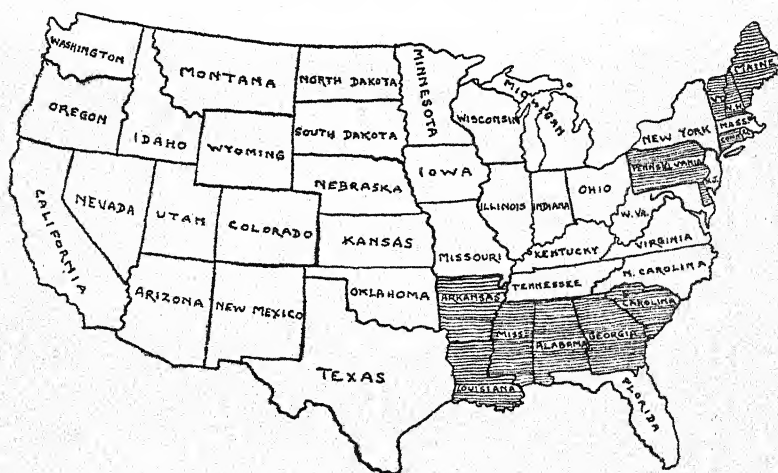 WASHINGTON
MONTANA
NORTH DAKOTA
MINNESOTA
MICHIGAN
MAINE
OREGON
IDAHO
WYOMING
SOUTH DAKOTA
WISCONSIN
NEW YORK
VT.
N.H.
MASS.
CONN.
NEVADA
UTAH
COLORADO
NEBRASKA
IOWA
ILLINOIS
INDIANA
OHIO
PENNSYLVANIA
N.J.
CALIFORNIA
KANSAS
MISSOURI
KENTUCKY
W.VA.
VIRGINIA
ARIZONA
NEW MEXICO
OKLAHOMA
ARKANSAS
TENNESSEE
N. CAROLINA
CAROLINA
TEXAS
LOUISIANA
MISS.
ALABAMA
GEORGIA
FLORIDA